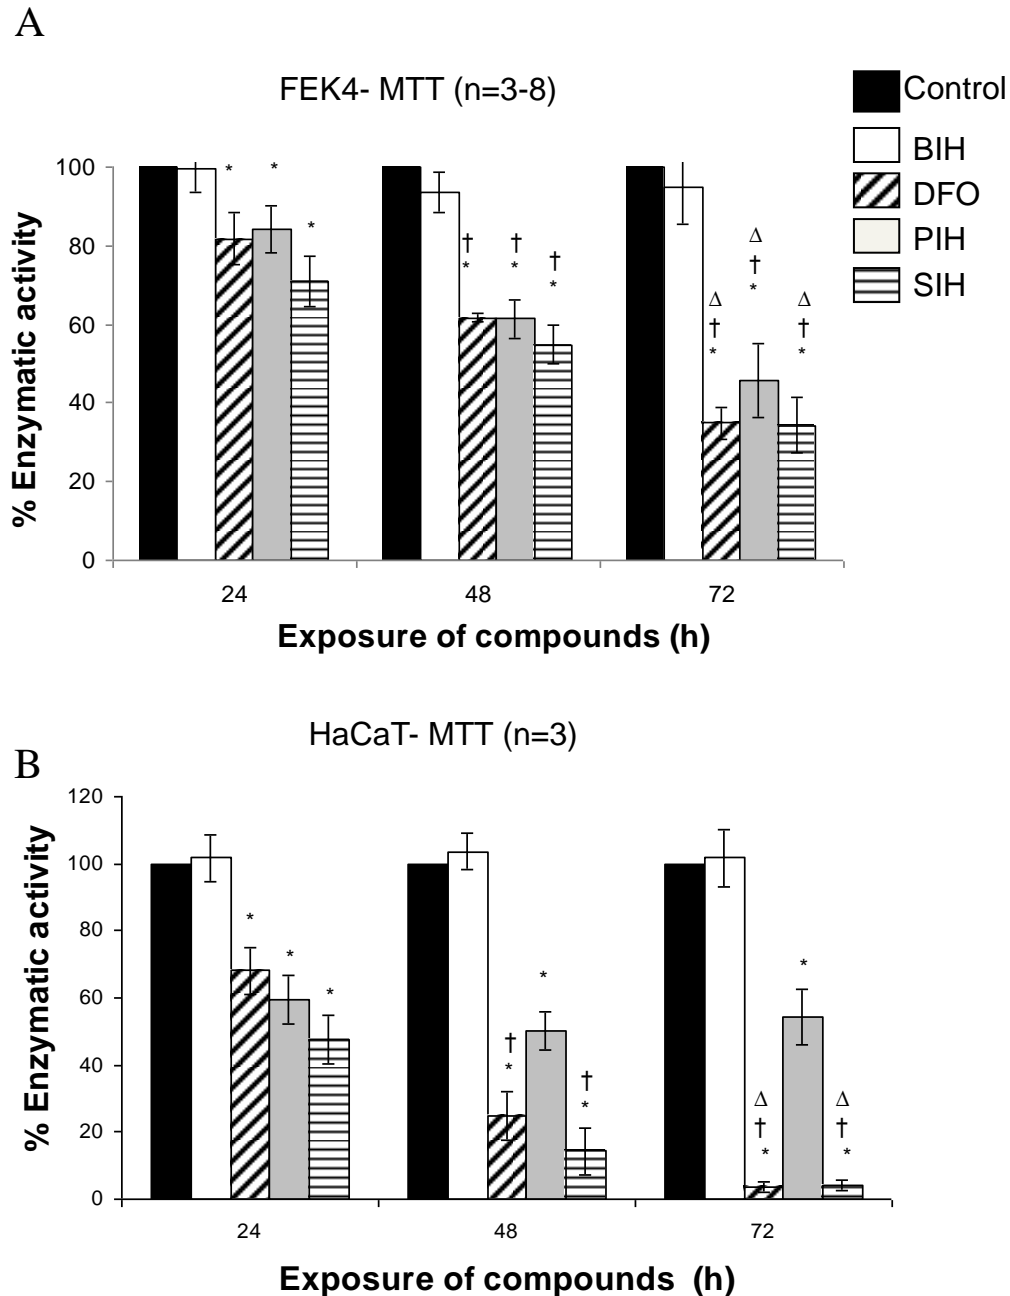 A
FEK4- MTT (n=3-8)
Control
BIH
DFO
PIH
SIH
% Enzymatic activity
100
80
60
40
20
0
* * *
† † †
* * *
Δ Δ Δ
† † †
* * *
24 48 72
Exposure of compounds (h)
HaCaT- MTT (n=3)
B
% Enzymatic activity
120
100
80
60
40
20
0
* * *
† * †
* *
Δ * Δ
† †
* *
24 48 72
Exposure of compounds (h)